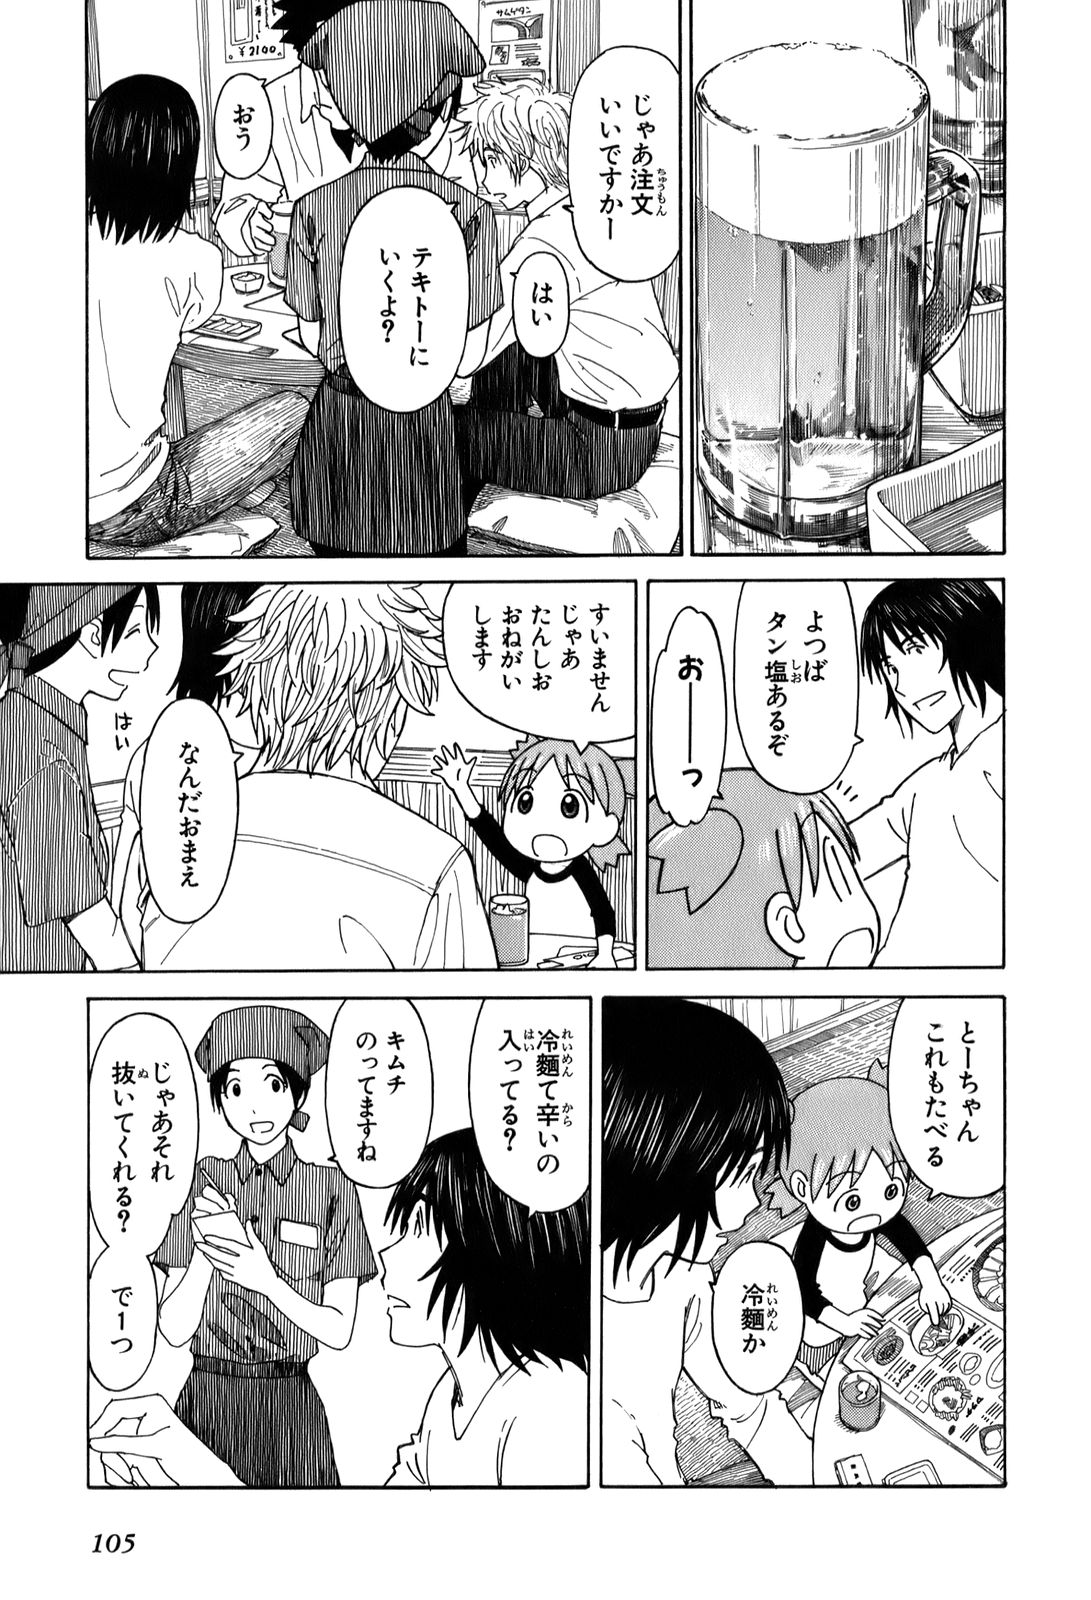 じゃあ注文
いいですかー
はい
テキトーに
いくよ?
おう
サムゲタン
¥2100
よつば
タン塩あるぞ
おーーっ
すいません
じゃあ
たんしお
おねがい
します
はい
なんだおまえ
とーちゃん
これもたべる
冷麺か
冷麺て辛いの
入ってる?
キムチ
のってますね
じゃあそれ
抜いてくれる?
で1つ
105